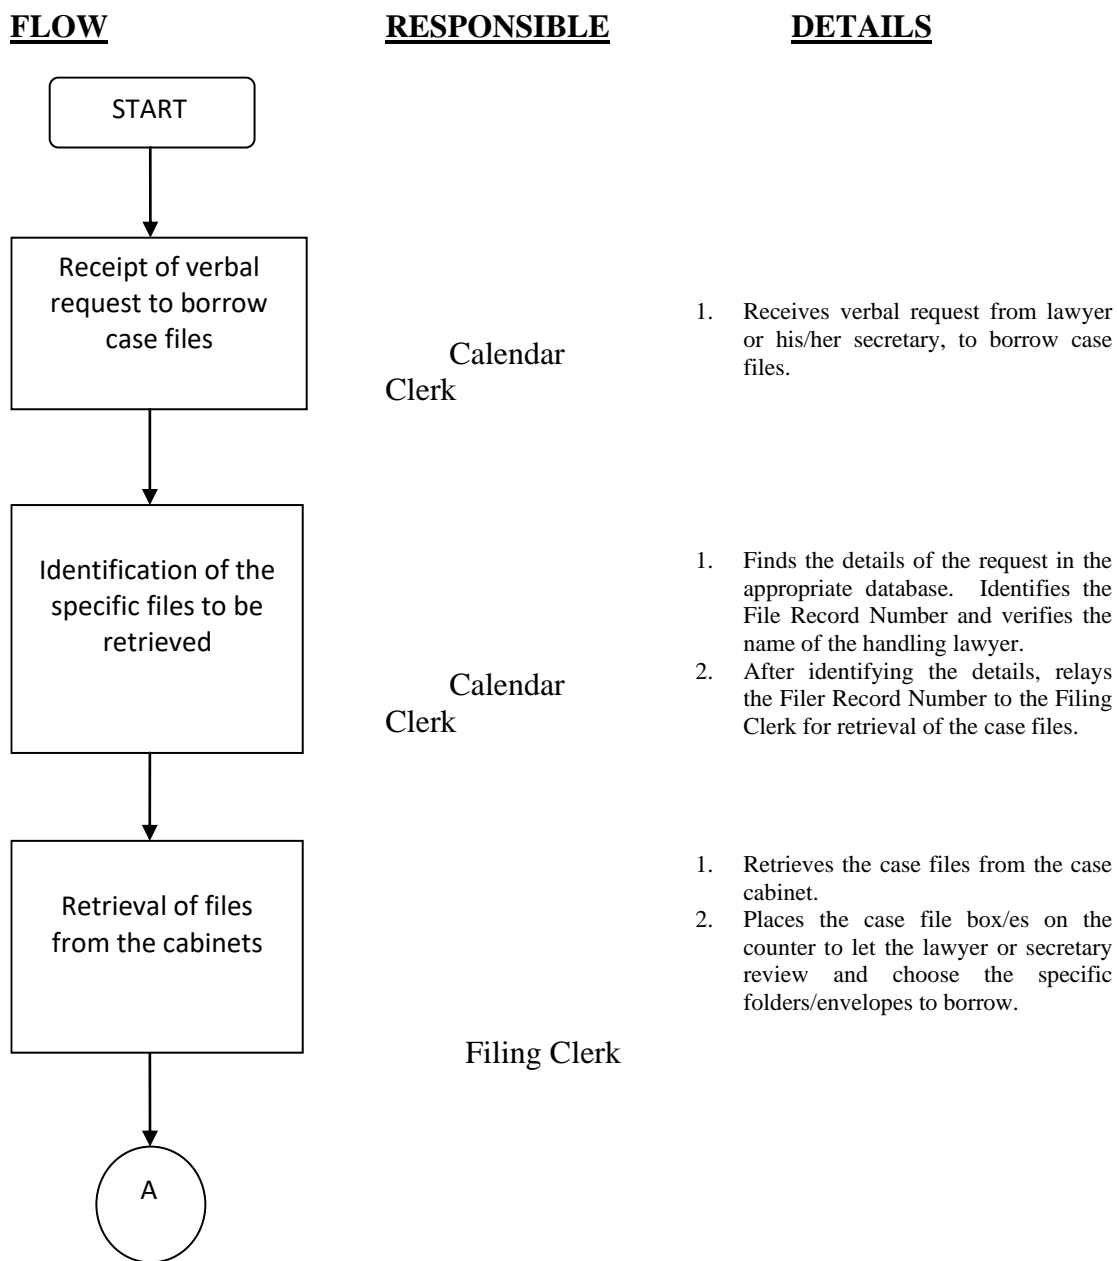 FLOW RESPONSIBLE DETAILS
START
Receipt of verbal
request to borrow
case files
Calendar
Clerk
1. Receives verbal request from lawyer
or his/her secretary, to borrow case
files.
Identification of the
specific files to be
retrieved
Calendar
Clerk
1. Finds the details of the request in the
appropriate database. Identifies the
File Record Number and verifies the
name of the handling lawyer.
2. After identifying the details, relays
the Filer Record Number to the Filing
Clerk for retrieval of the case files.
Retrieval of files
from the cabinets
Filing Clerk
1. Retrieves the case files from the case
cabinet.
2. Places the case file box/es on the
counter to let the lawyer or secretary
review and choose the specific
folders/envelopes to borrow.
A